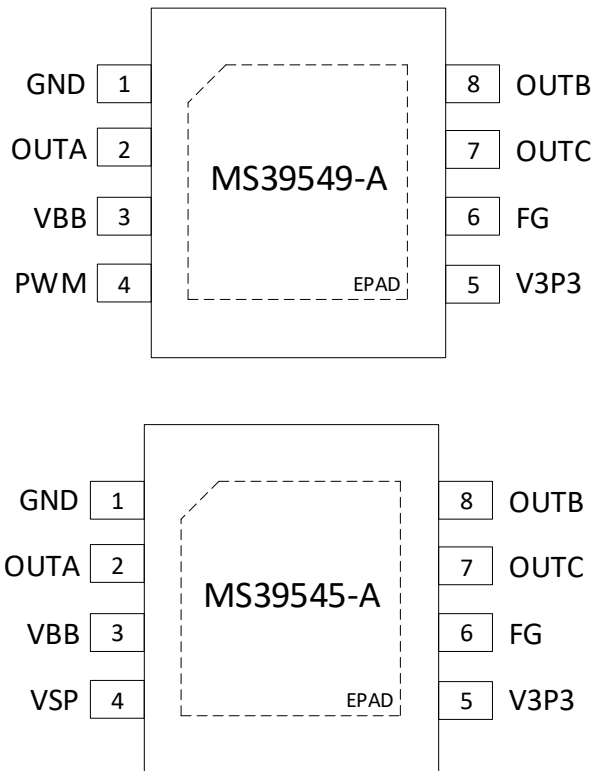 GND 1 8 OUTB
OUTA 2 7 OUTC
MS39549-A
VBB 3 6 FG
PWM 4 EPAD 5 V3P3
GND 1 8 OUTB
OUTA 2 7 OUTC
MS39545-A
VBB 3 6 FG
VSP 4 EPAD 5 V3P3